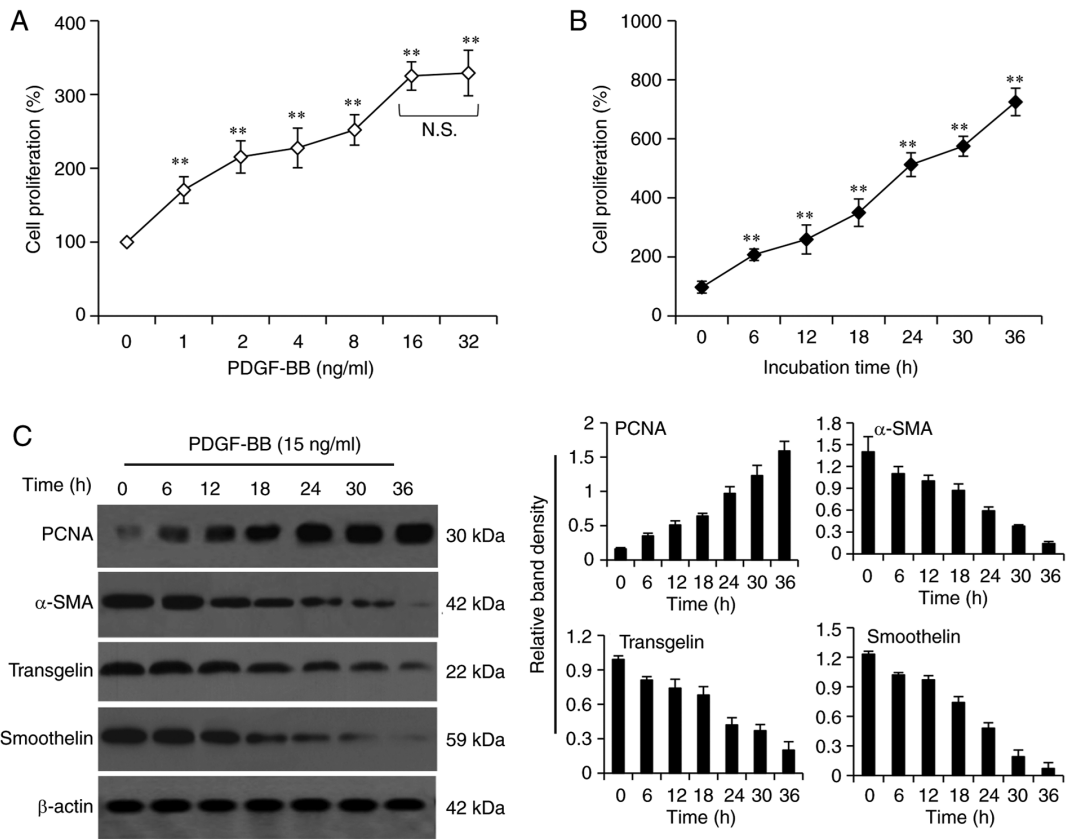 A
400
300
200
100
0
Cell proliferation (%)
**
**
**
**
**
**
N.S.
0 1 2 4 8 16 32
PDGF-BB (ng/ml)
B
1000
800
600
400
200
0
Cell proliferation (%)
**
**
**
**
**
**
0 6 12 18 24 30 36
Incubation time (h)
C
PDGF-BB (15 ng/ml)
Time (h) 0 6 12 18 24 30 36
PCNA 30 kDa
α-SMA 42 kDa
Transgelin 22 kDa
Smoothelin 59 kDa
β-actin 42 kDa
Relative band density
PCNA
2
1.5
1
0.5
0
0 6 12 18 24 30 36
Time (h)
α-SMA
1.8
1.5
1.2
0.9
0.6
0.3
0
0 6 12 18 24 30 36
Time (h)
Transgelin
1.2
0.9
0.6
0.3
0
0 6 12 18 24 30 36
Time (h)
Smoothelin
1.5
1.2
0.9
0.6
0.3
0
0 6 12 18 24 30 36
Time (h)